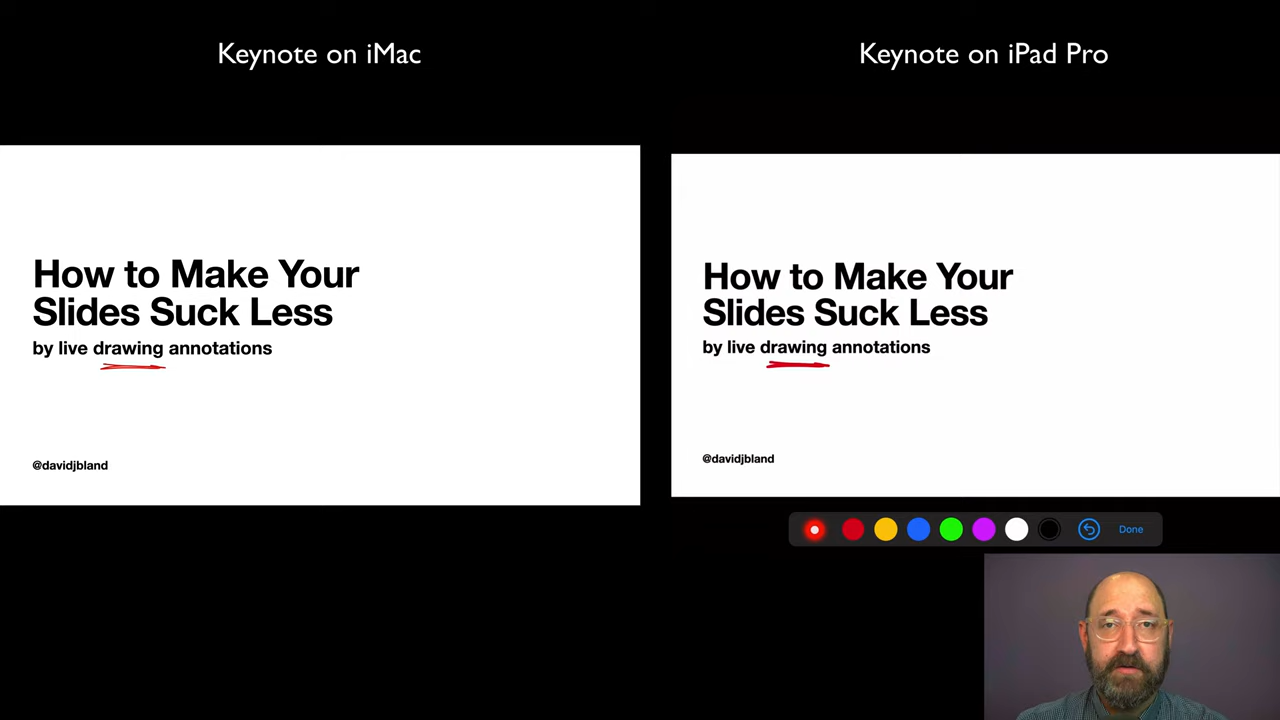 Keynote on iMac
Keynote on iPad Pro
How to Make Your
Slides Suck Less
by live drawing annotations
@davidjbland
How to Make Your
Slides Suck Less
by live drawing annotations
@davidjbland
Done